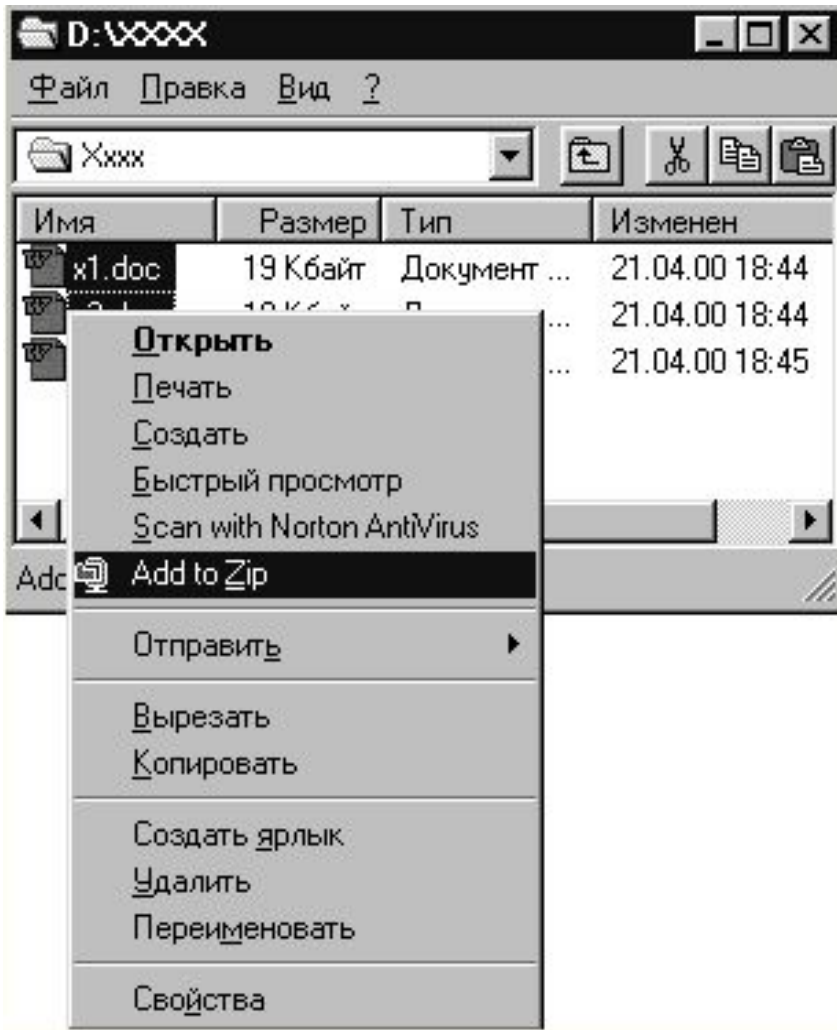 D:\XXXX
Файл Правка Вид ?
Xxxx
Имя Размер Тип Изменен
x1.doc 19 Кбайт Документ ... 21.04.00 18:44
... 21.04.00 18:44
... 21.04.00 18:45
Открыть
Печать
Создать
Быстрый просмотр
Scan with Norton AntiVirus
Add to Zip
Отправить
Вырезать
Копировать
Создать ярлык
Удалить
Переименовать
Свойства